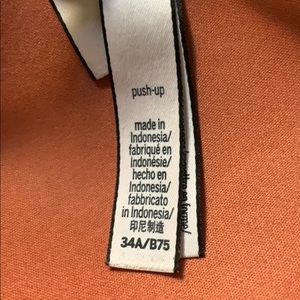 push-up
made in
Indonesia/
fabriqué en
Indonésie/
hecho en
Indonesia/
fabbricato
in Indonesia/
印尼制造
34A/B75